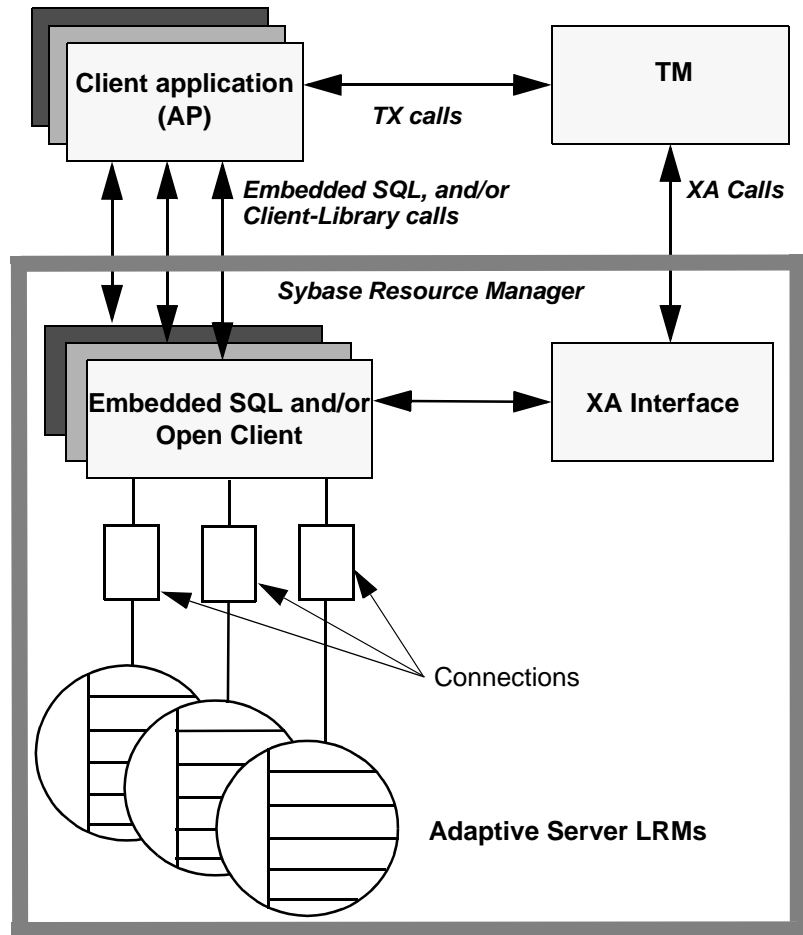 Client application
(AP)
TM
TX calls
Embedded SQL, and/or
Client-Library calls
XA Calls
Sybase Resource Manager
Embedded SQL and/or
Open Client
XA Interface
Connections
Adaptive Server LRMs